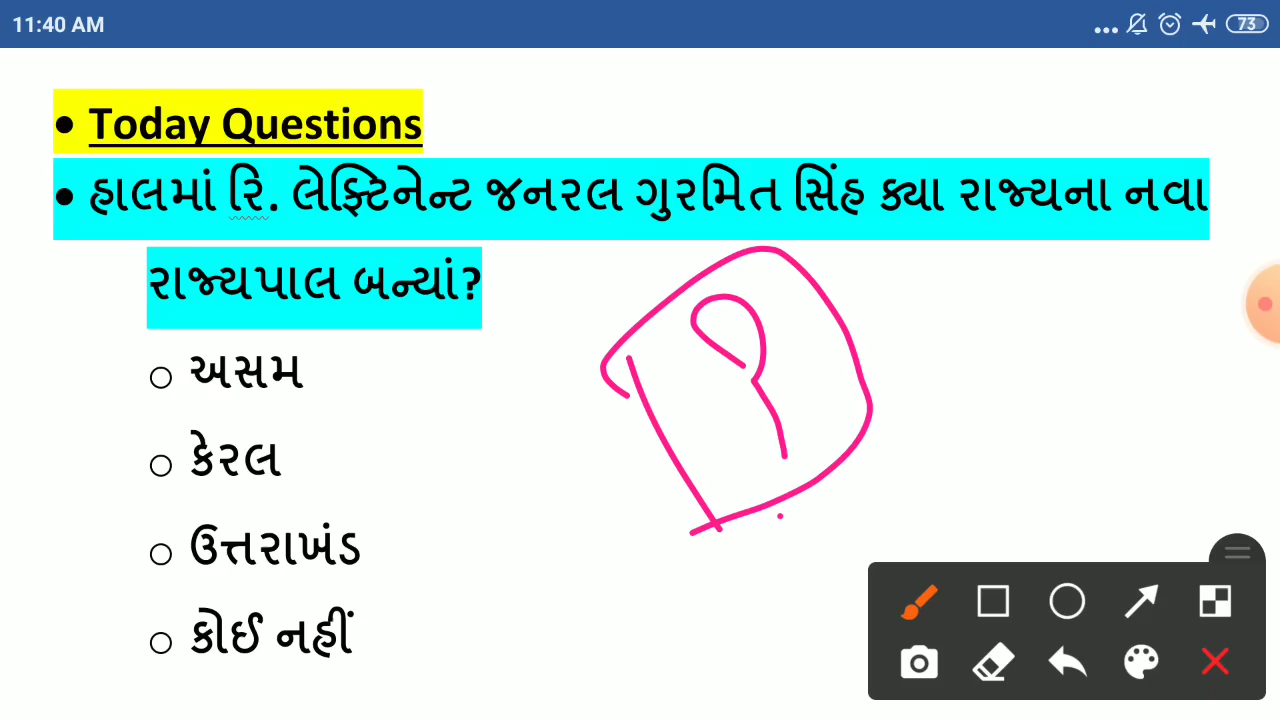 11:40 AM
73
• Today Questions
• હાલમાં રિ. લેફ્ટિનેન્ટ જનરલ ગુરમિત સિંહ ક્યા રાજ્યના નવા
રાજ્યપાલ બન્યાં?
○ અસમ
○ કેરલ
○ ઉત્તરાખંડ
○ કોઈ નહીં